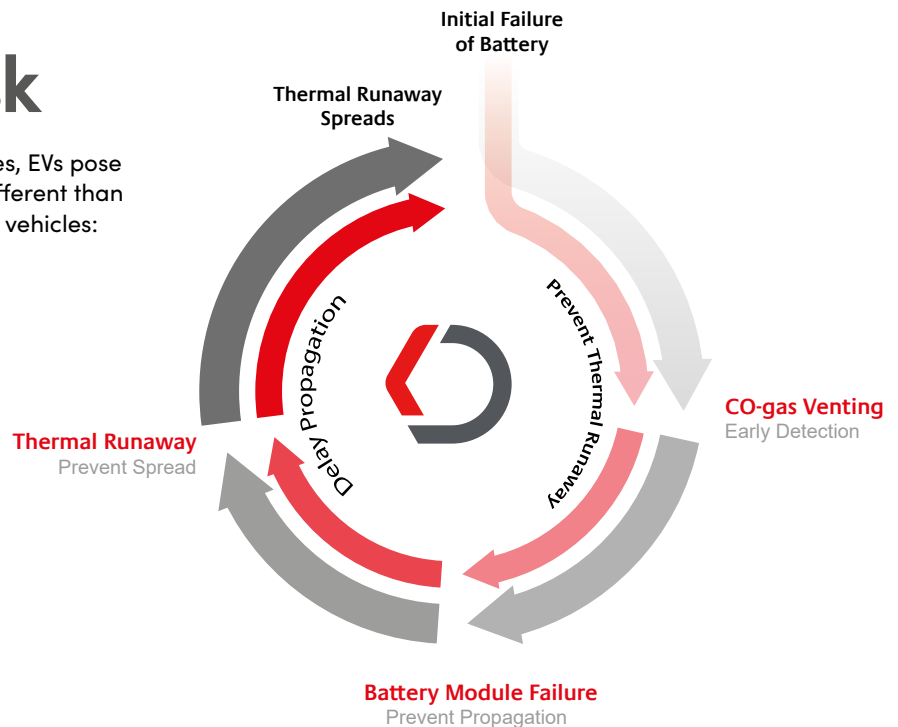 Initial Failure
of Battery
Thermal Runaway
Spreads
k
es, EVs pose
fferent than
vehicles:
Prevent Thermal Runaway
Delay Propagation
CO-gas Venting
Early Detection
Thermal Runaway
Prevent Spread
Battery Module Failure
Prevent Propagation